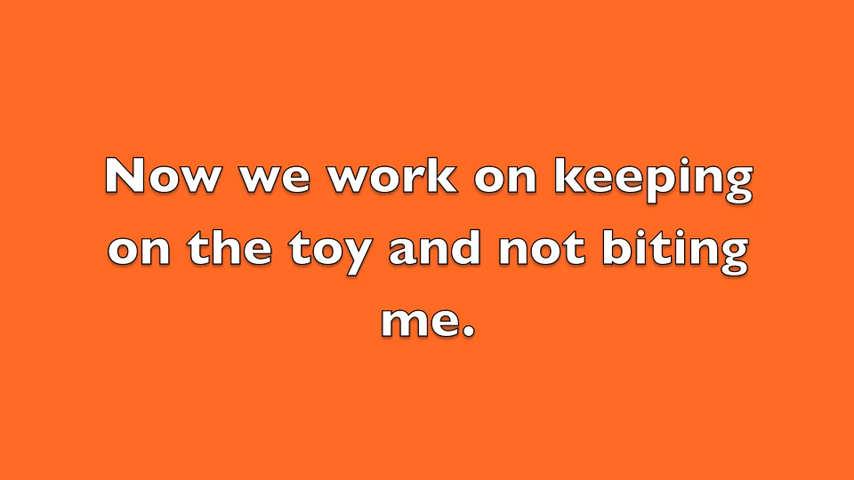 Now we work on keeping
on the toy and not biting
me.